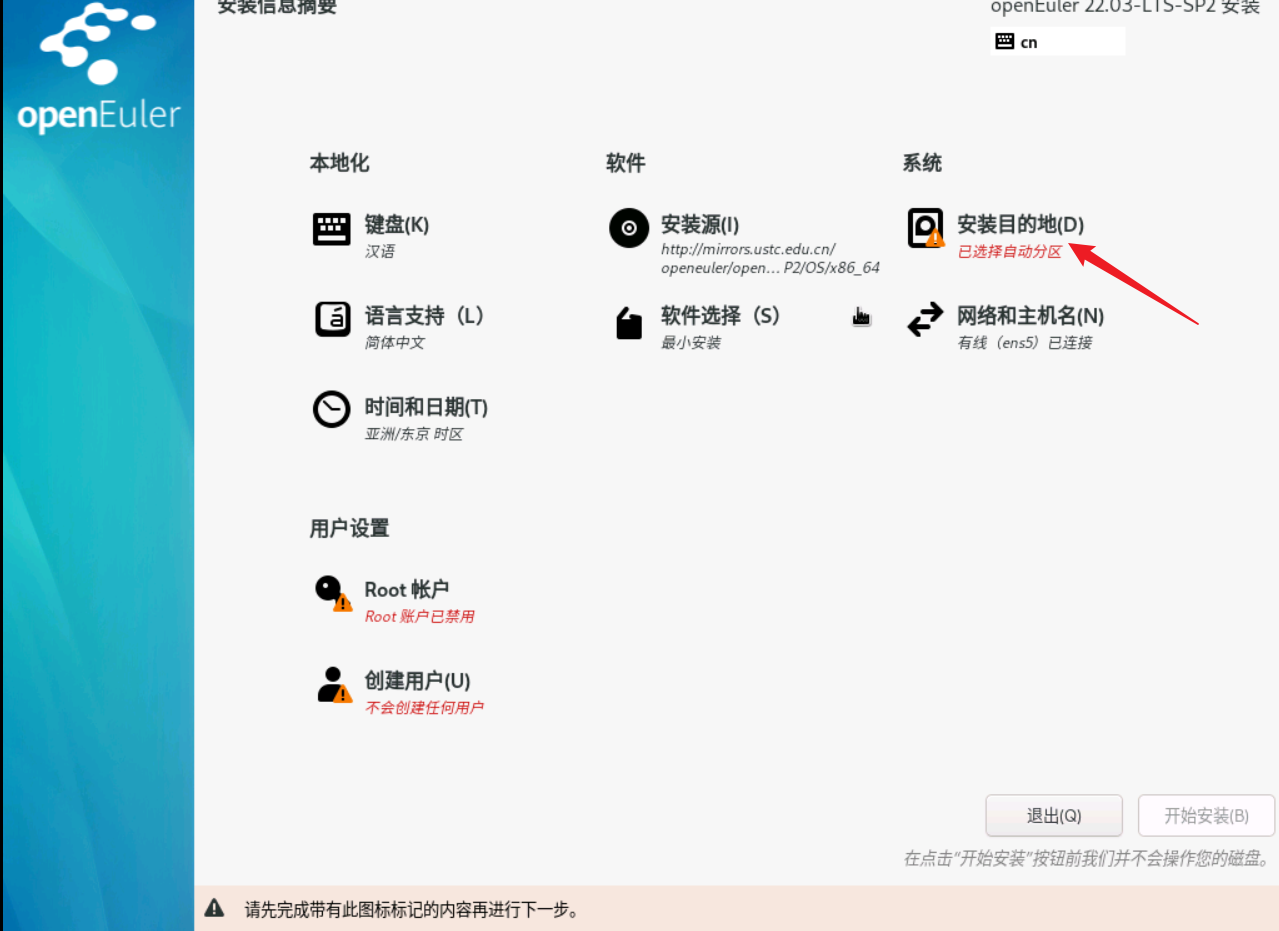 安装信息摘要
openEuler 22.03-LTS-SP2 安装
cn
openEuler
本地化
软件
系统
键盘(K)
汉语
安装源(I)
http://mirrors.ustc.edu.cn/
openeuler/open… P2/OS/x86_64
安装目的地(D)
已选择自动分区
语言支持（L）
简体中文
软件选择（S）
最小安装
网络和主机名(N)
有线（ens5）已连接
时间和日期(T)
亚洲/东京 时区
用户设置
Root 帐户
Root 账户已禁用
创建用户(U)
不会创建任何用户
退出(Q)
开始安装(B)
在点击“开始安装”按钮前我们并不会操作您的磁盘。
请先完成带有此图标标记的内容再进行下一步。